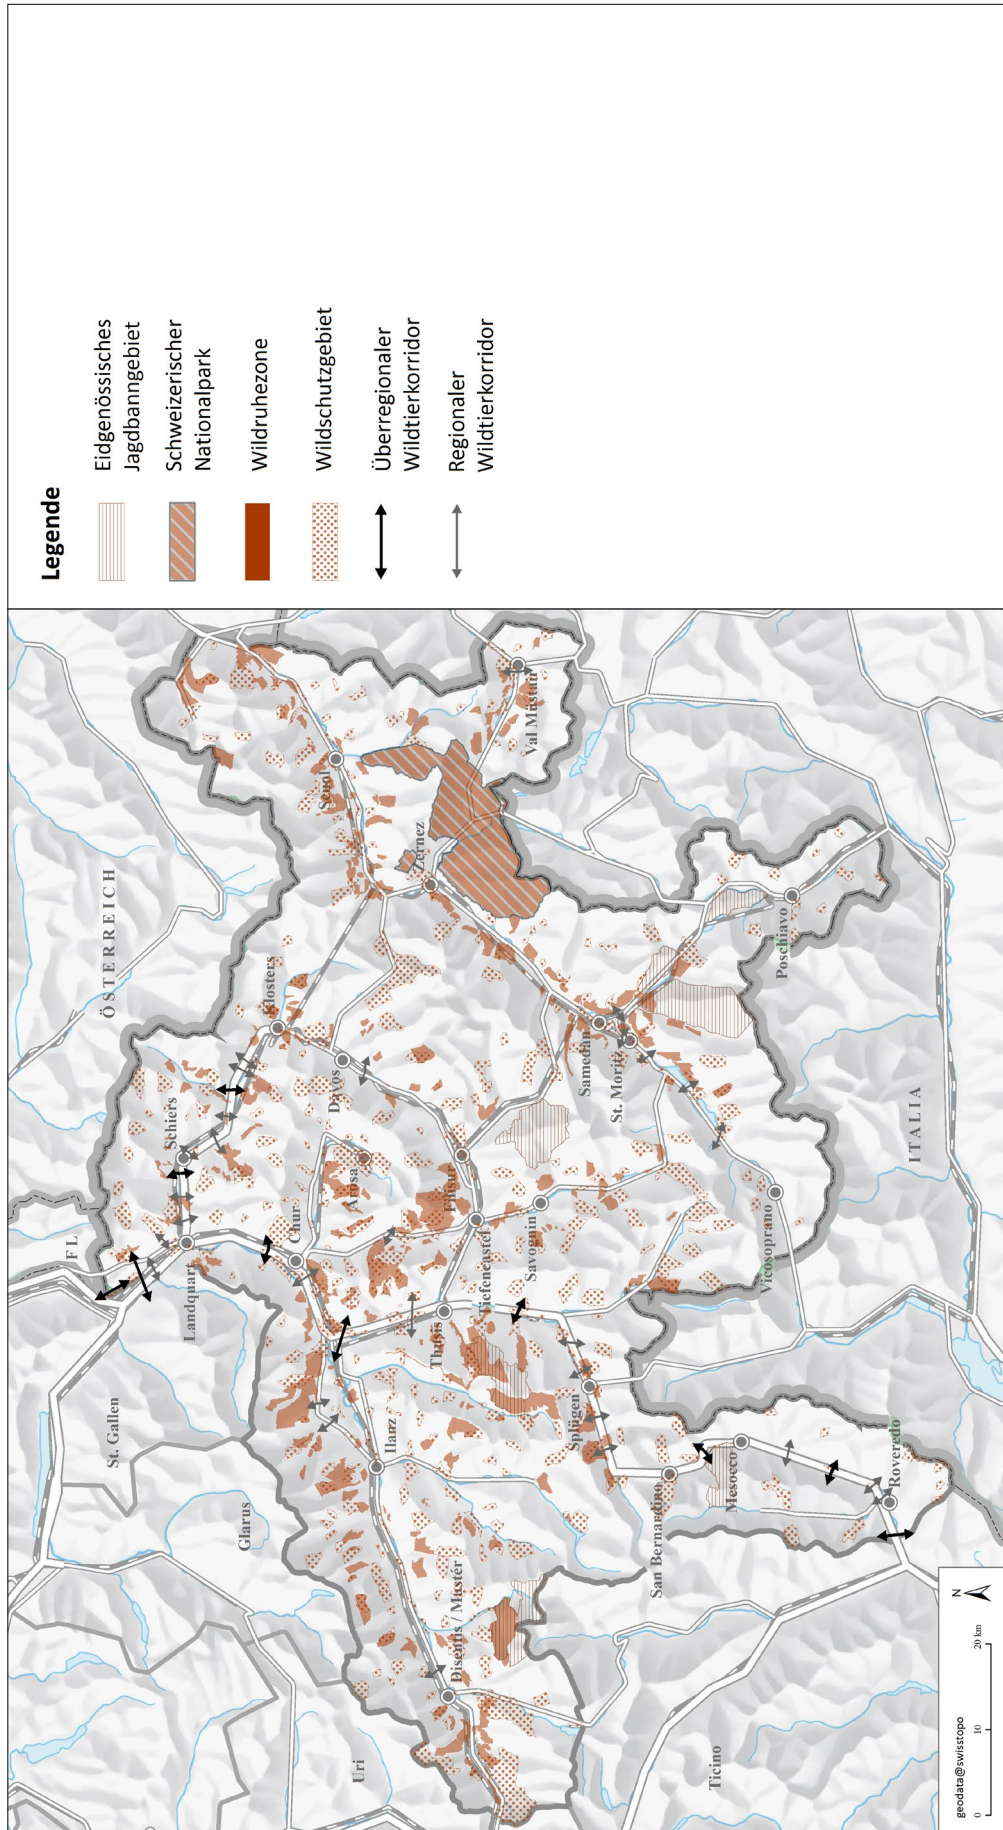 Legende
Eidgenössisches
Jagdbanngebiet
Schweizerischer
Nationalpark
Wildruhezone
Wildschutzgebiet
Überregionaler
Wildtierkorridor
Regionaler
Wildtierkorridor
ÖSTERREICH
FL
St. Gallen
Glarus
Uri
Ticino
ITALIA
Schiers
Klosters
Landquart
Chur
Arosa
Davos
Scuol
Zernez
Val Müstair
Ilanz
Disentis / Mustér
Thusis
Tiefencastel
Filisur
Savognin
Samedan
St. Moritz
Splügen
San Bernardino
Mesocco
Roveredo
Vicosoprano
Poschiavo
geodata@swisstopo
0 10 20 km
N